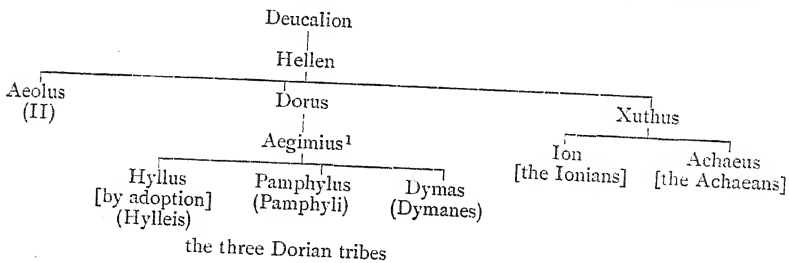 Deucalion
Hellen
Aeolus
(II)
Dorus
Xuthus
Aegimius¹
Ion
[the Ionians]
Achaeus
[the Achaeans]
Hyllus
[by adoption]
(Hylleis)
Pamphylus
(Pamphyli)
Dymas
(Dymanes)
the three Dorian tribes